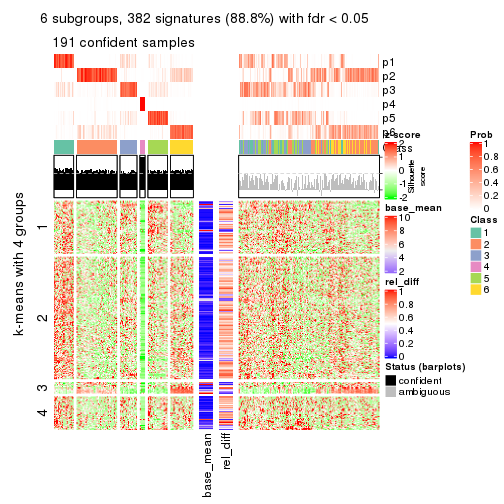 6 subgroups, 382 signatures (88.8%) with fdr < 0.05
191 confident samples
p1
p2
p3
p4
p5
p6
z-score
2
1
0
-1
-2
Class
Silhouette
score
base_mean
10
8
6
4
2
rel_diff
1
0.8
0.6
0.4
0.2
0
Status (barplots)
confident
ambiguous
Prob
1
0.8
0.6
0.4
0.2
0
Class
1
2
3
4
5
6
k-means with 4 groups
1
2
3
4
base_mean
rel_diff